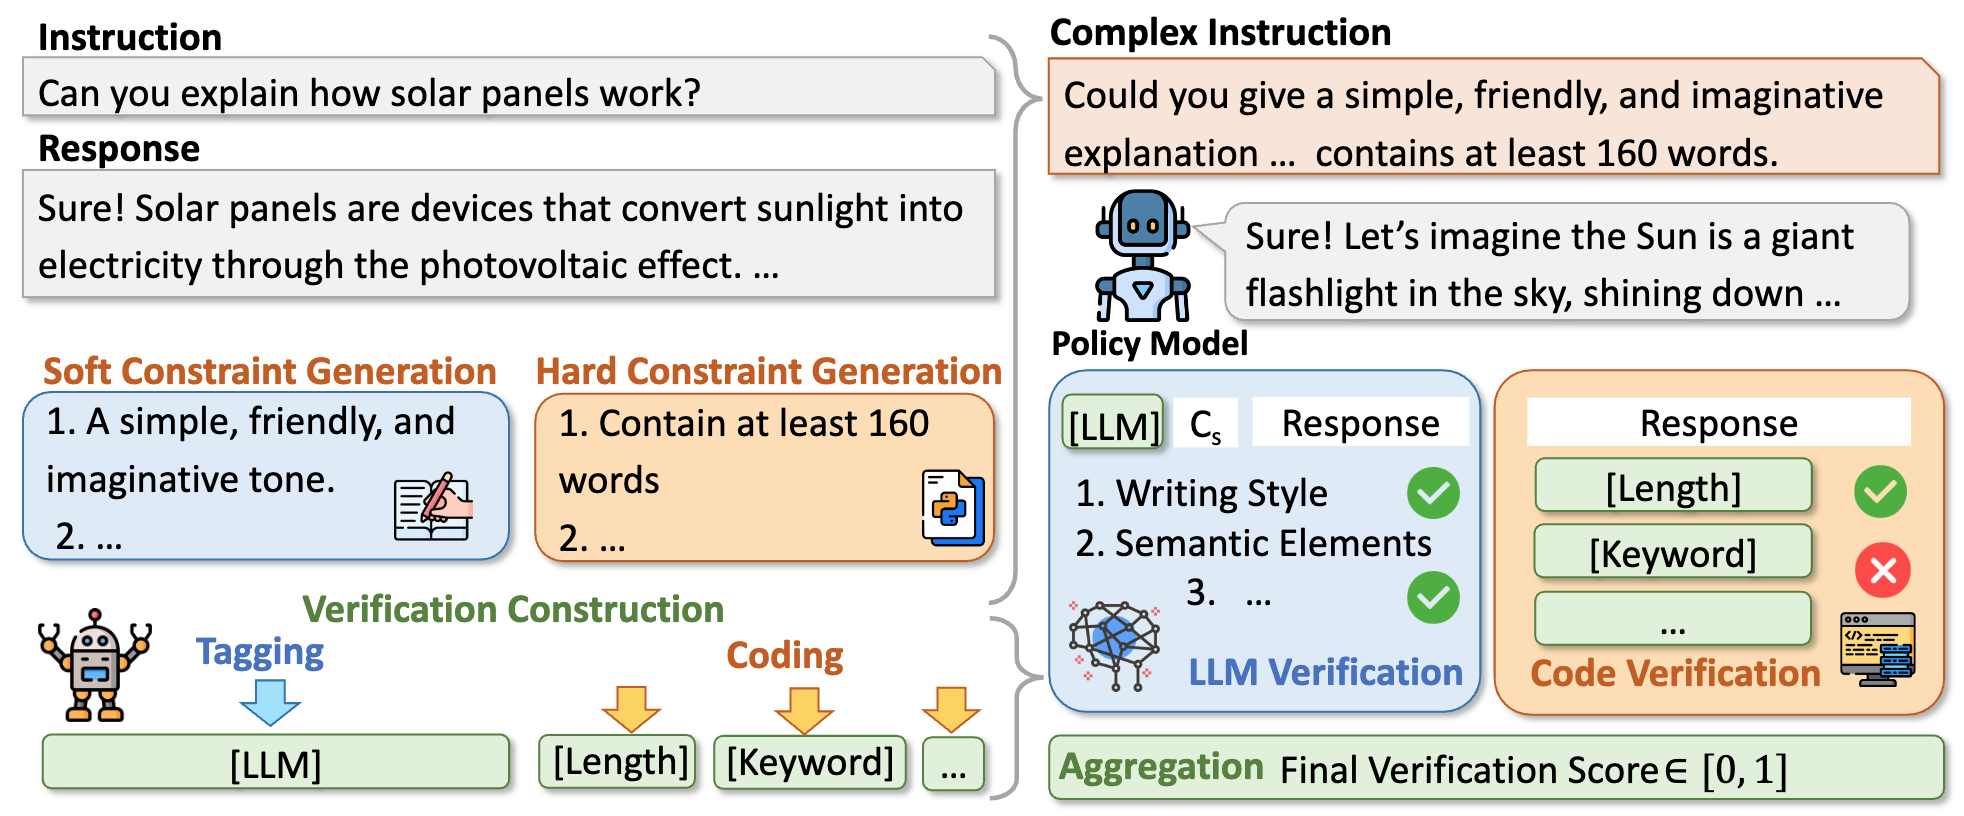 Instruction
Can you explain how solar panels work?
Response
Sure! Solar panels are devices that convert sunlight into
electricity through the photovoltaic effect. ...
Soft Constraint Generation
1. A simple, friendly, and
imaginative tone.
2. ...
Hard Constraint Generation
1. Contain at least 160
words
2. ...
Verification Construction
Tagging
Coding
[LLM]
[Length]
[Keyword]
...
Complex Instruction
Could you give a simple, friendly, and imaginative
explanation ... contains at least 160 words.
Sure! Let's imagine the Sun is a giant
flashlight in the sky, shining down ...
Policy Model
[LLM] Cs Response
1. Writing Style
2. Semantic Elements
3. ...
LLM Verification
Response
[Length]
[Keyword]
...
</> 
Code Verification
Aggregation Final Verification Score∈ [0, 1]